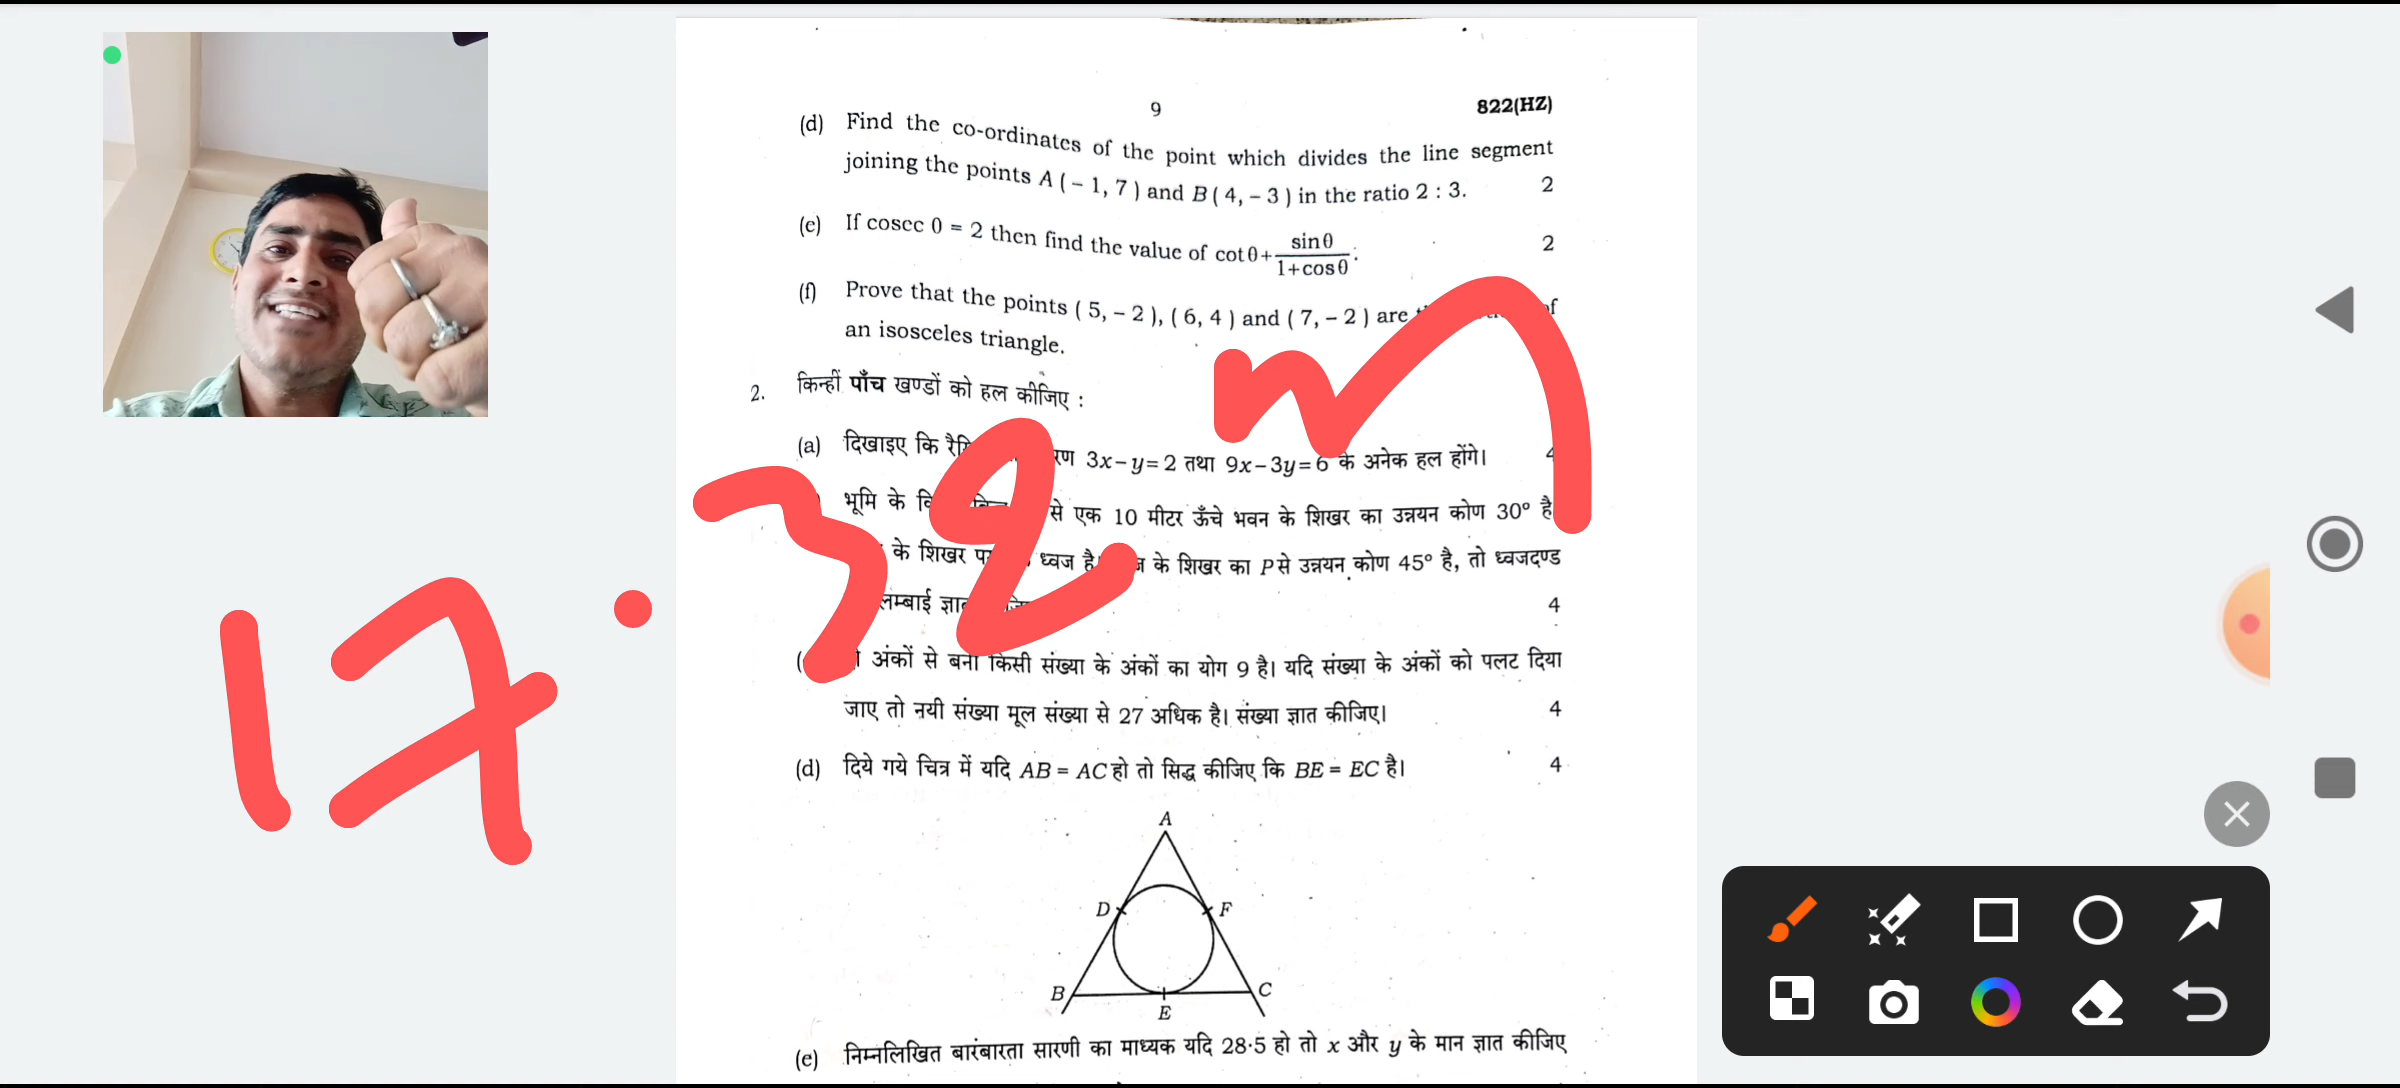 9
822(HZ)
(d) Find the co-ordinates of the point which divides the line segment
joining the points A ( – 1, 7 ) and B ( 4, – 3 ) in the ratio 2 : 3. 2
(e) If cosec θ = 2 then find the value of cotθ+ sinθ / 1+cosθ . 2
(f) Prove that the points ( 5, – 2 ), ( 6, 4 ) and ( 7, – 2 ) are of
an isosceles triangle.
2. किन्हीं पाँच खण्डों को हल कीजिए :
(a) दिखाइए कि 3x–y=2 तथा 9x–3y=6 के अनेक हल होंगे। 4
भूमि के से एक 10 मीटर ऊँचे भवन के शिखर का उन्नयन कोण 30° है
के शिखर ध्वज है। के शिखर का P से उन्नयन कोण 45° है, तो ध्वजदण्ड
लम्बाई 4
अंकों से बनी किसी संख्या के अंकों का योग 9 है। यदि संख्या के अंकों को पलट दिया
जाए तो नयी संख्या मूल संख्या से 27 अधिक है। संख्या ज्ञात कीजिए। 4
(d) दिये गये चित्र में यदि AB = AC हो तो सिद्ध कीजिए कि BE = EC है। 4
A
D F
B C
E
(e) निम्नलिखित बारंबारता सारणी का माध्यक यदि 28·5 हो तो x और y के मान ज्ञात कीजिए
17.32 m